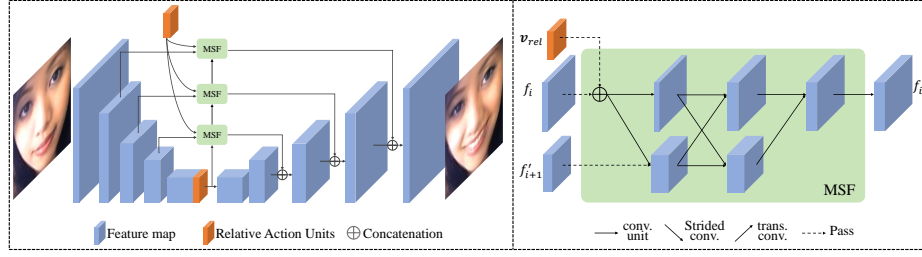 MSF
MSF
MSF
Feature map
Relative Action Units
Concatenation
v_rel
f_i
f'_{i+1}
f_i
MSF
conv. unit
Strided conv.
trans. conv.
Pass